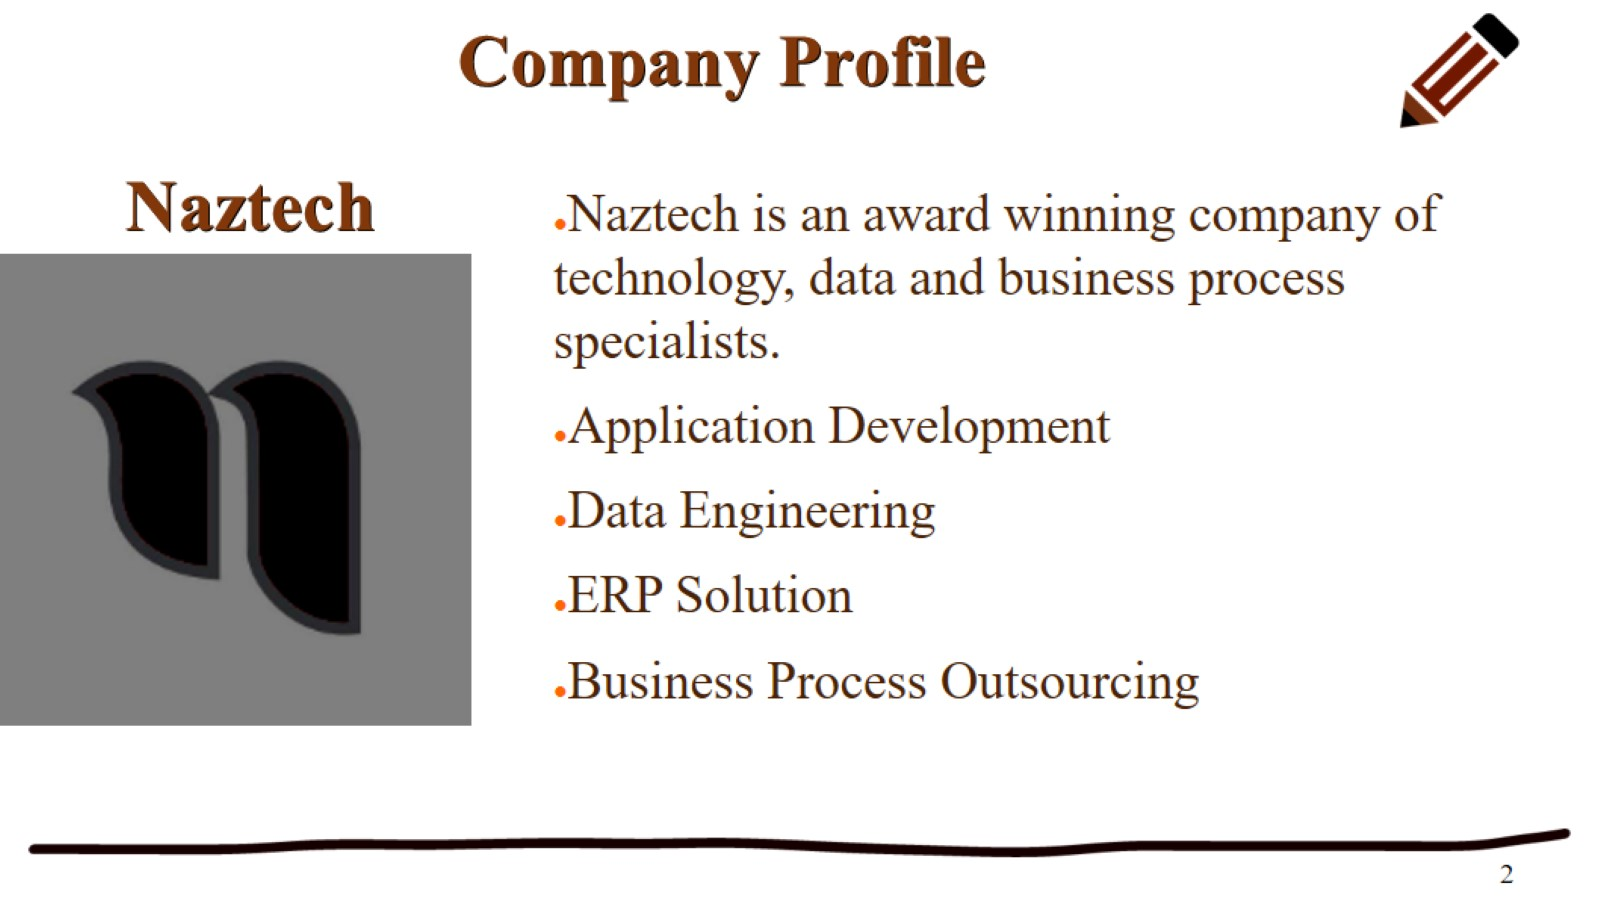 Company Profile
Naztech
•Naztech is an award winning company of
technology, data and business process
specialists.
•Application Development
•Data Engineering
•ERP Solution
•Business Process Outsourcing
2